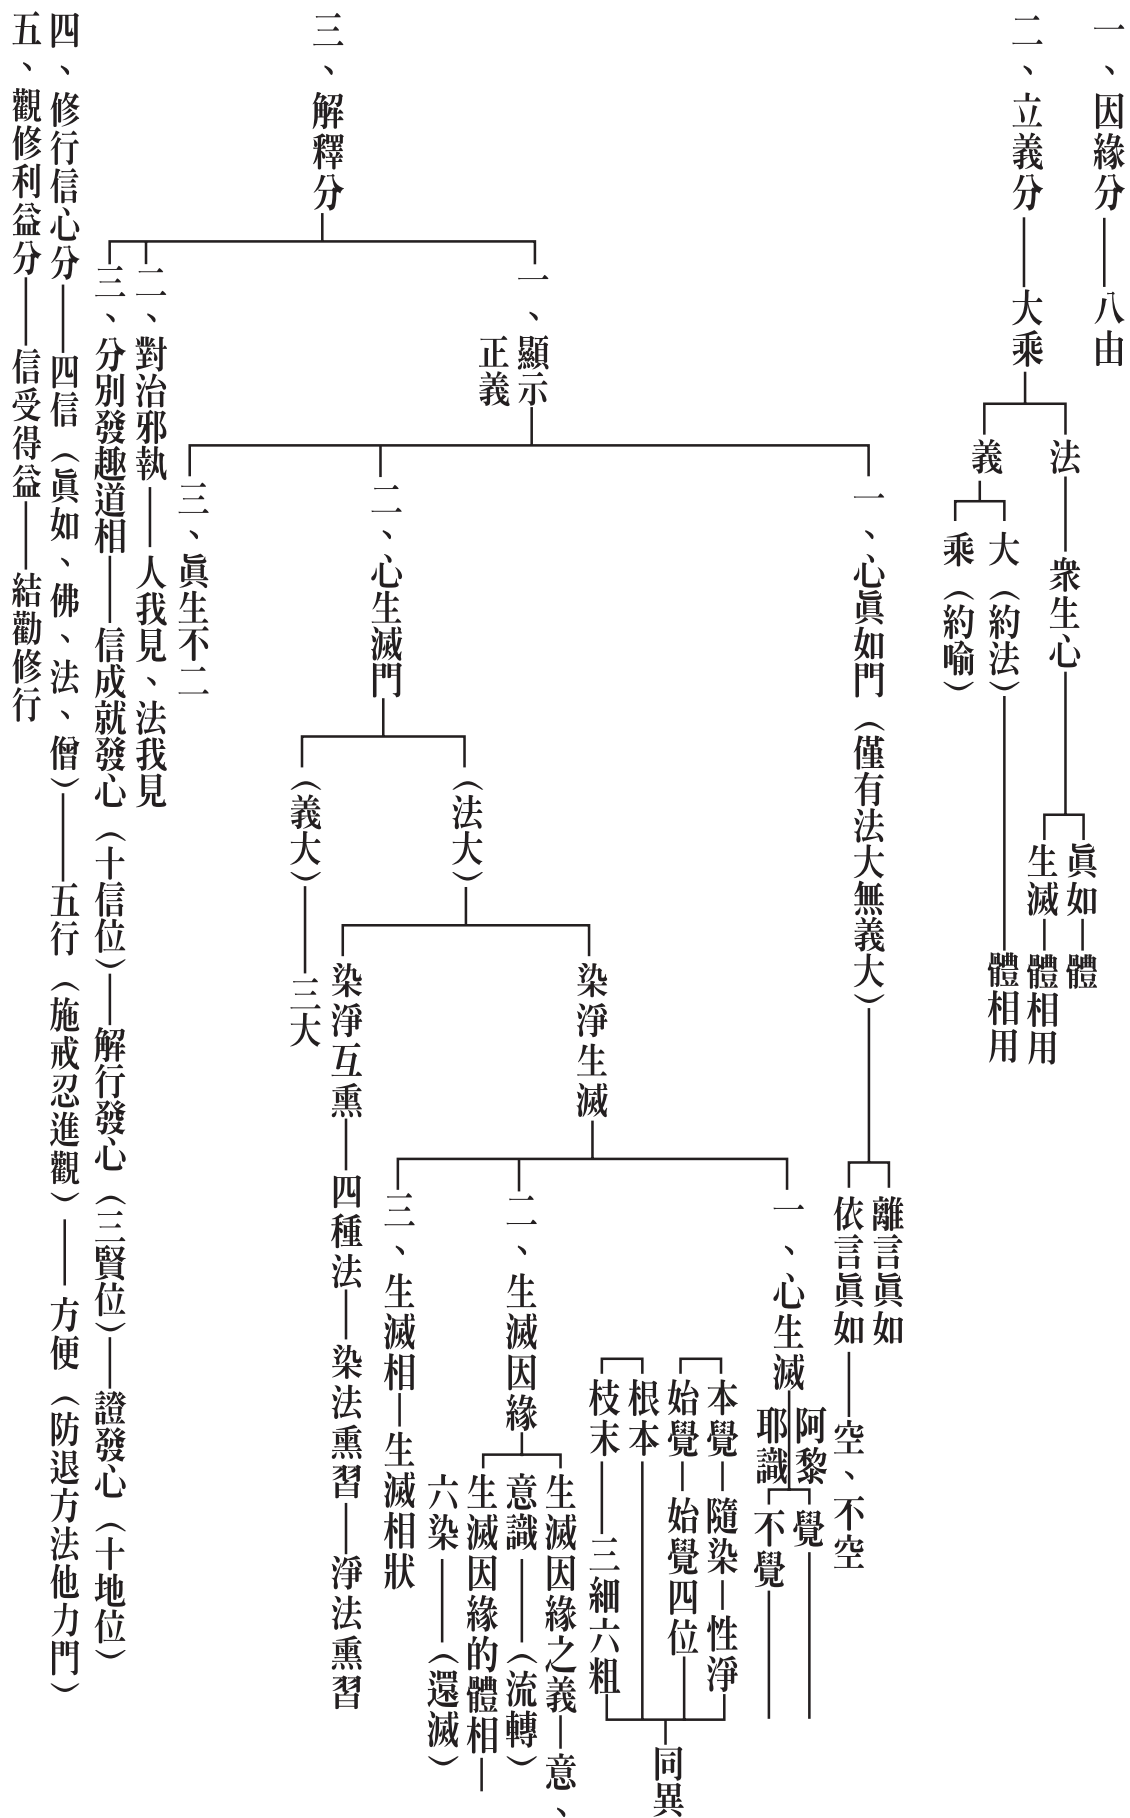 一、因緣分——八由
二、立義分——大乘
法——衆生心
眞如——體
生滅——體相用
義
大（約法）——體相用
乘（約喻）
三、解釋分
一、顯示正義
一、心眞如門（僅有法大無義大）
離言眞如
依言眞如——空、不空
二、心生滅門
（法大）
染淨生滅
一、心生滅
阿黎耶識
覺
不覺
本覺——隨染——性淨
始覺——始覺四位
根本
枝末——三細六粗
同異
二、生滅因緣
生滅因緣之義——意、
意識——（流轉）
生滅因緣的體相——
六染——（還滅）
三、生滅相——生滅相狀
染淨互熏——四種法——染法熏習——淨法熏習
（義大）——三大
三、眞生不二
二、對治邪執——人我見、法我見
三、分別發趣道相——信成就發心（十信位）——解行發心（三賢位）——證發心（十地位）
四、修行信心分——四信（眞如、佛、法、僧）——五行（施戒忍進觀）——方便（防退方法他力門）
五、觀修利益分——信受得益——結勸修行